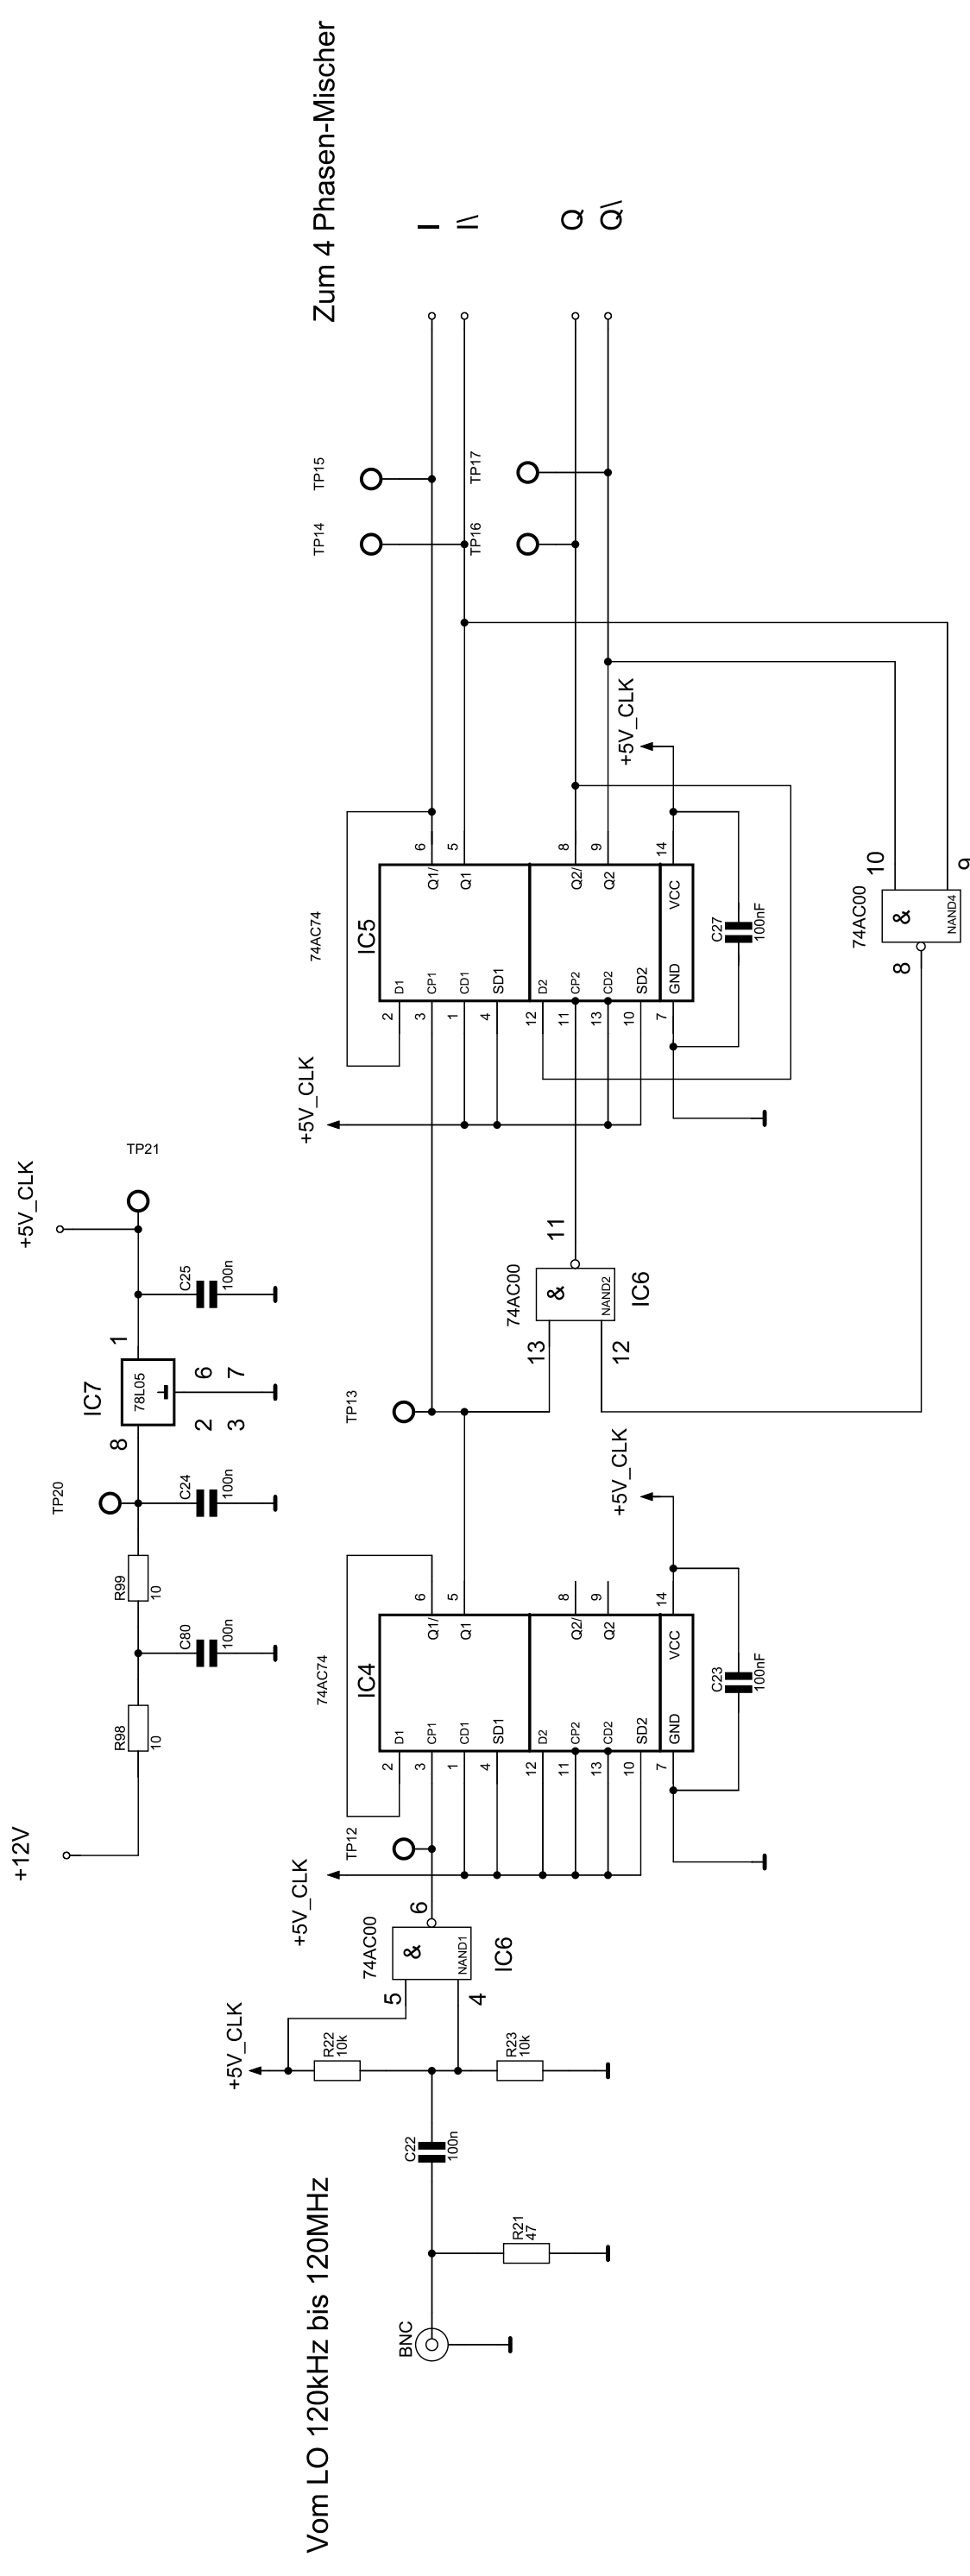 +12V
R98
10
C80
100n
R99
10
TP20
C24
100n
8
IC7
78L05
1
2
6
3
7
C25
100n
+5V_CLK
TP21
Vom LO 120kHz bis 120MHz
BNC
R21
47
C22
100n
+5V_CLK
R22
10k
R23
10k
5
4
74AC00
&
NAND1
IC6
6
+5V_CLK
TP12
74AC74
IC4
2
D1
3
CP1
1
CD1
4
SD1
12
D2
11
CP2
13
CD2
10
SD2
7
GND
Q1/
6
Q1
5
Q2/
8
Q2
9
VCC
14
C23
100nF
+5V_CLK
TP13
13
12
74AC00
&
NAND2
IC6
11
+5V_CLK
74AC74
IC5
2
D1
3
CP1
1
CD1
4
SD1
12
D2
11
CP2
13
CD2
10
SD2
7
GND
Q1/
6
Q1
5
Q2/
8
Q2
9
VCC
14
C27
100nF
+5V_CLK
8
74AC00
&
NAND4
10
9
TP14
TP15
TP16
TP17
Zum 4 Phasen-Mischer
I
I\
Q
Q\